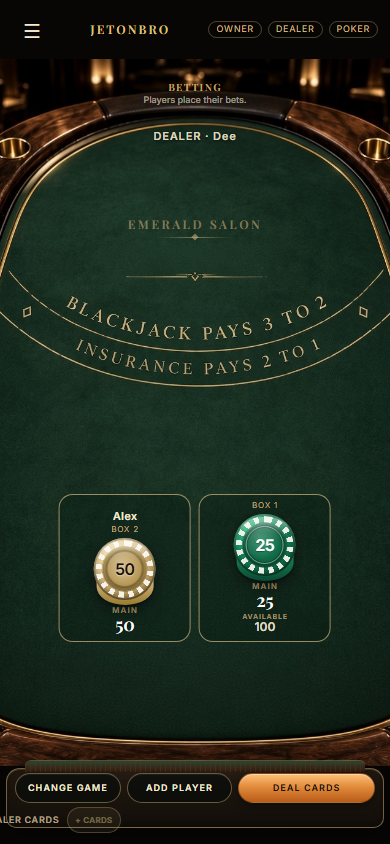 ☰ JETONBRO OWNER DEALER POKER
BETTING
Players place their bets.
DEALER · Dee
EMERALD SALON
BLACKJACK PAYS 3 TO 2
INSURANCE PAYS 2 TO 1
Alex
BOX 2
50
MAIN
50
BOX 1
25
MAIN
25
AVAILABLE
100
CHANGE GAME ADD PLAYER DEAL CARDS
LER CARDS + CARDS